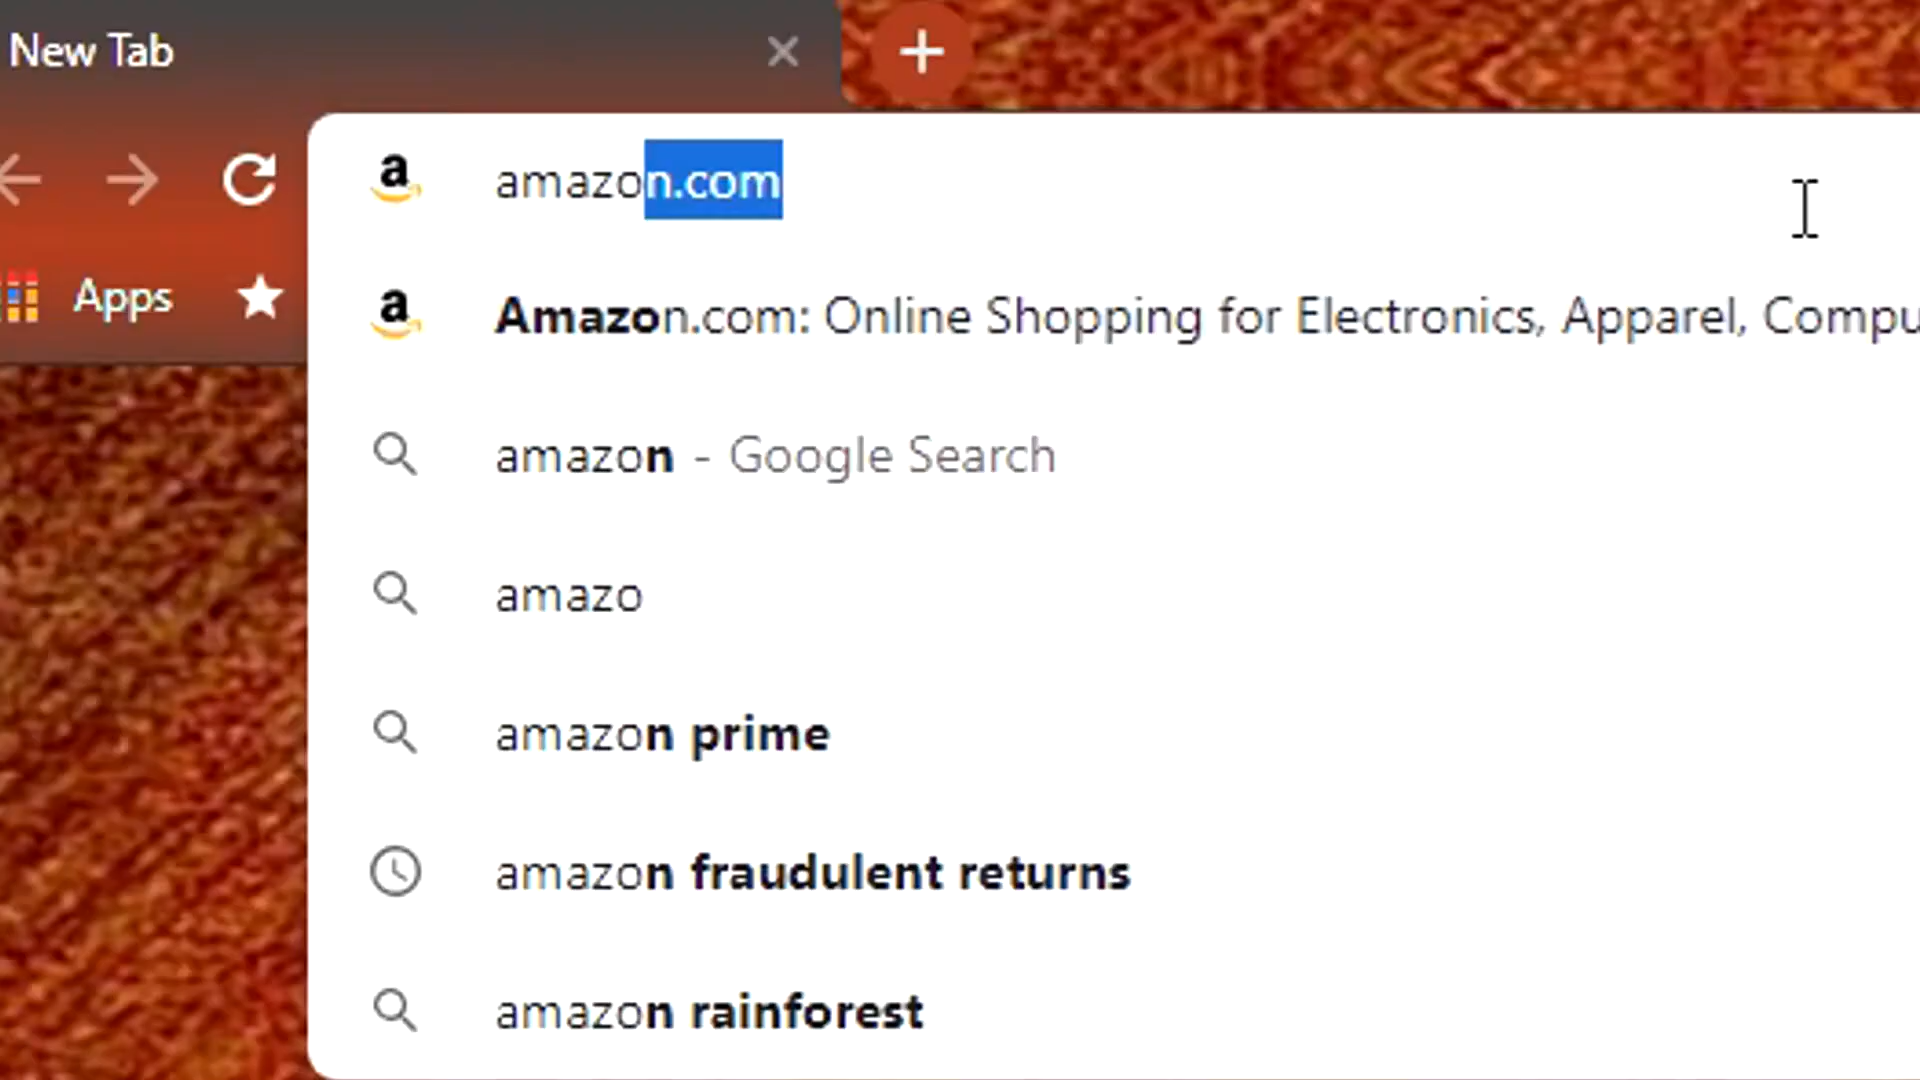 New Tab
amazon.com
Apps
Amazon.com: Online Shopping for Electronics, Apparel, Compu
amazon - Google Search
amazo
amazon prime
amazon fraudulent returns
amazon rainforest